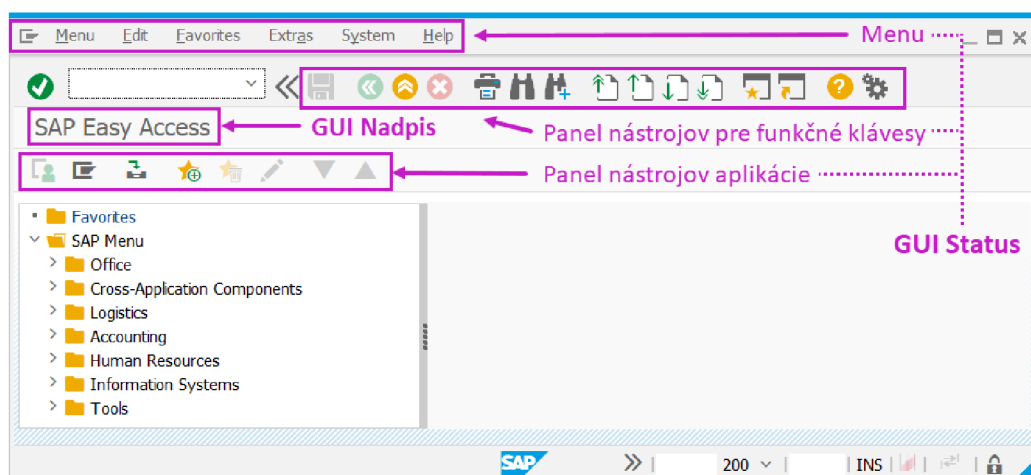 Menu Edit Favorites Extras System Help Menu
SAP Easy Access GUI Nadpis Panel nástrojov pre funkčné klávesy
Panel nástrojov aplikácie
Favorites
SAP Menu
GUI Status
Office
Cross-Application Components
Logistics
Accounting
Human Resources
Information Systems
Tools
SAP 200 INS